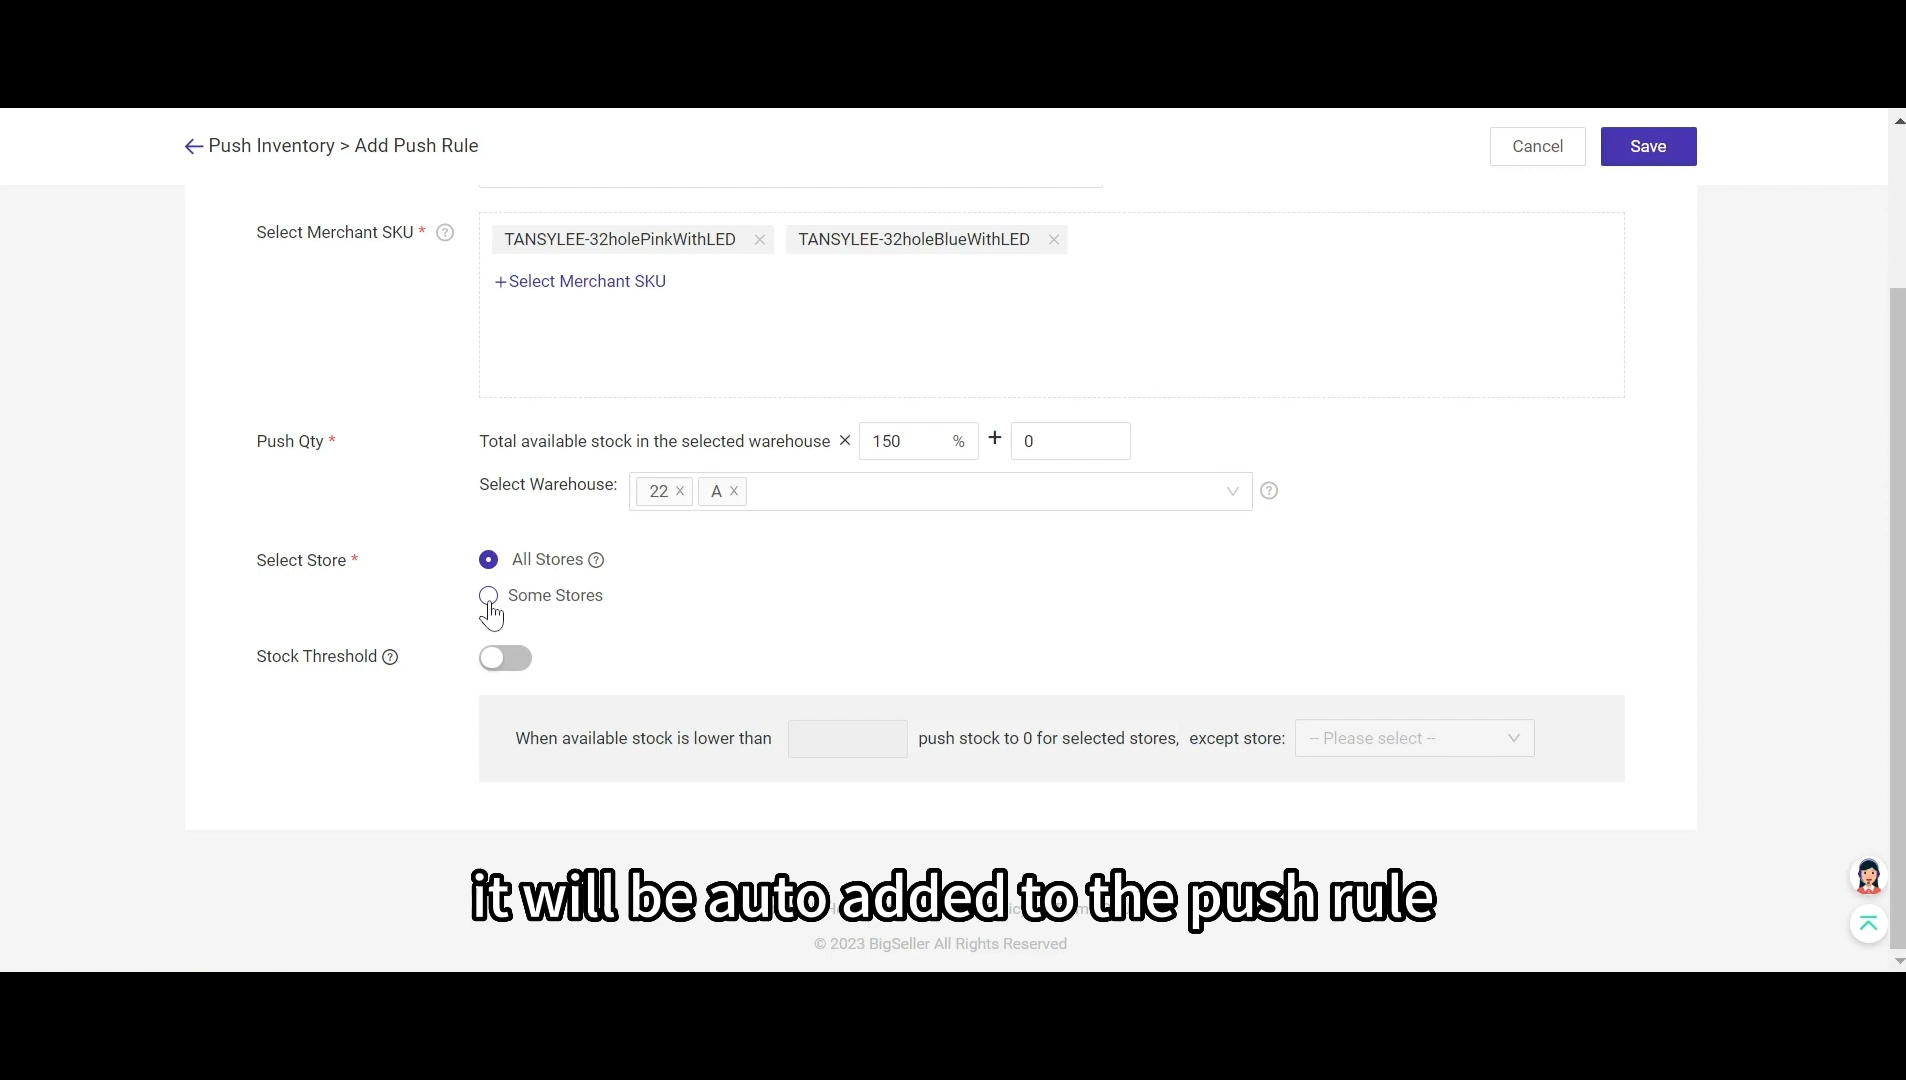 Push Inventory > Add Push Rule
Cancel
Save
Select Merchant SKU *
TANSYLEE-32holePinkWithLED
TANSYLEE-32holeBlueWithLED
+Select Merchant SKU
Push Qty *
Total available stock in the selected warehouse × 150 % + 0
Select Warehouse:
22 ×
A ×
Select Store *
All Stores
Some Stores
Stock Threshold
When available stock is lower than
push stock to 0 for selected stores, except store:
-- Please select --
it will be auto added to the push rule
© 2023 BigSeller All Rights Reserved